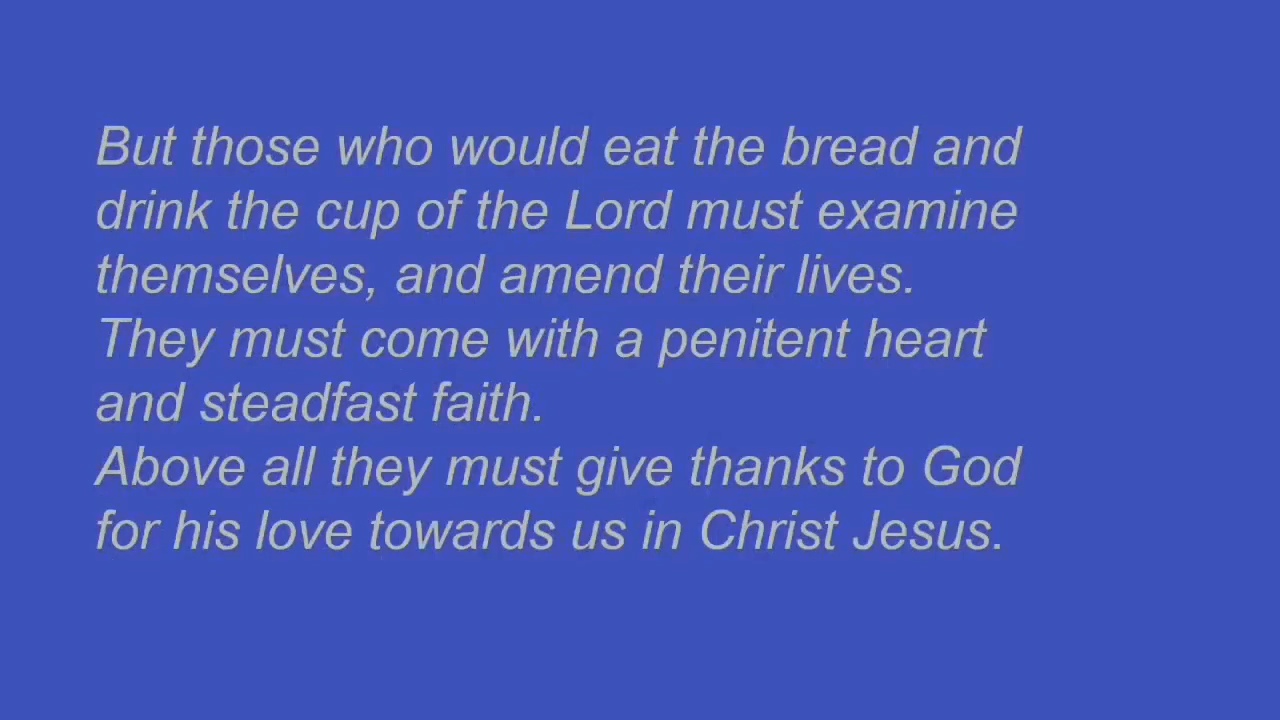 But those who would eat the bread and
drink the cup of the Lord must examine
themselves, and amend their lives.
They must come with a penitent heart
and steadfast faith.
Above all they must give thanks to God
for his love towards us in Christ Jesus.